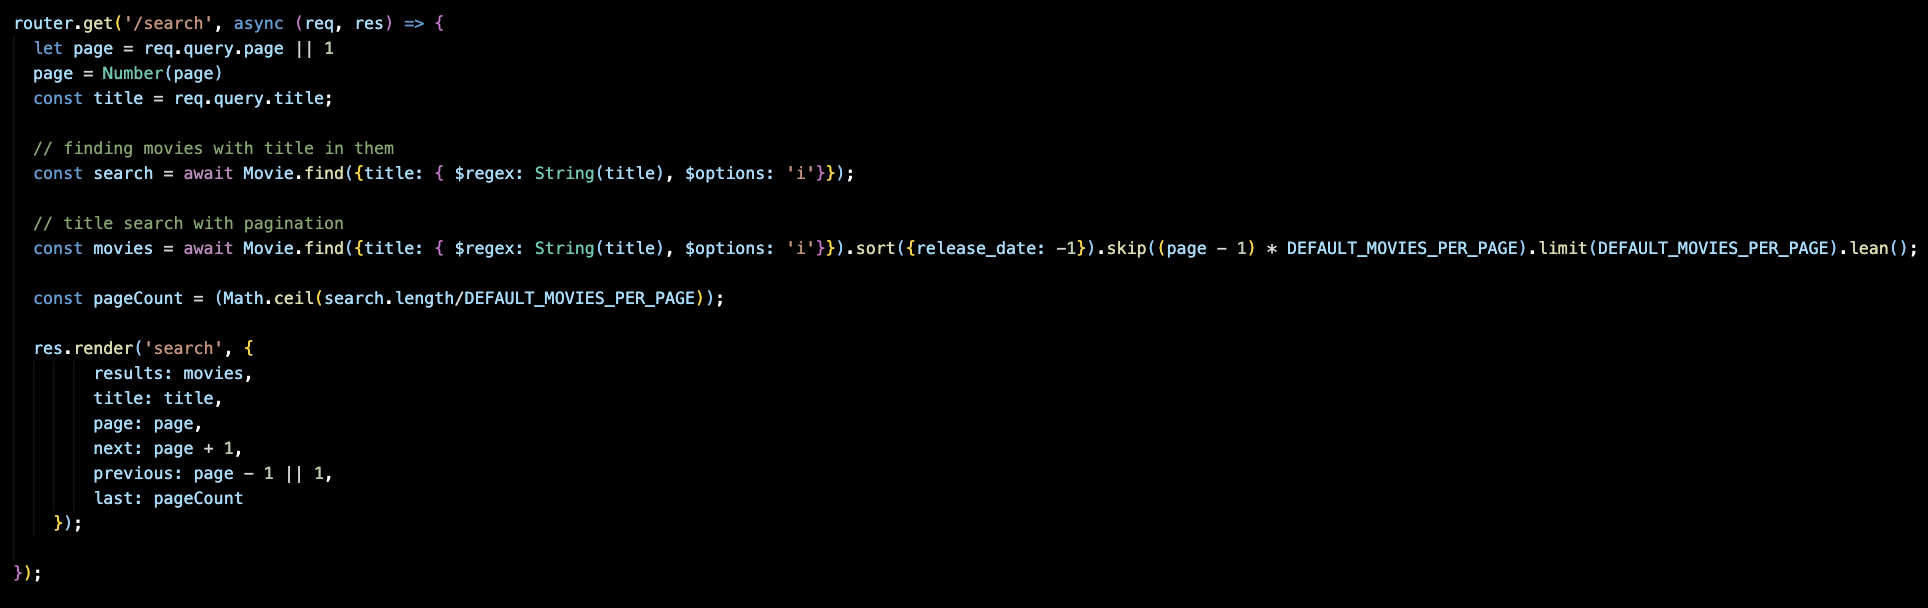 router.get('/search', async (req, res) => {
let page = req.query.page || 1
page = Number(page)
const title = req.query.title;
// finding movies with title in them
const search = await Movie.find({title: { $regex: String(title), $options: 'i'}});
// title search with pagination
const movies = await Movie.find({title: { $regex: String(title), $options: 'i'}}).sort({release_date: -1}).skip((page - 1) * DEFAULT_MOVIES_PER_PAGE).limit(DEFAULT_MOVIES_PER_PAGE).lean();
const pageCount = (Math.ceil(search.length/DEFAULT_MOVIES_PER_PAGE));
res.render('search', {
results: movies,
title: title,
page: page,
next: page + 1,
previous: page - 1 || 1,
last: pageCount
});
});